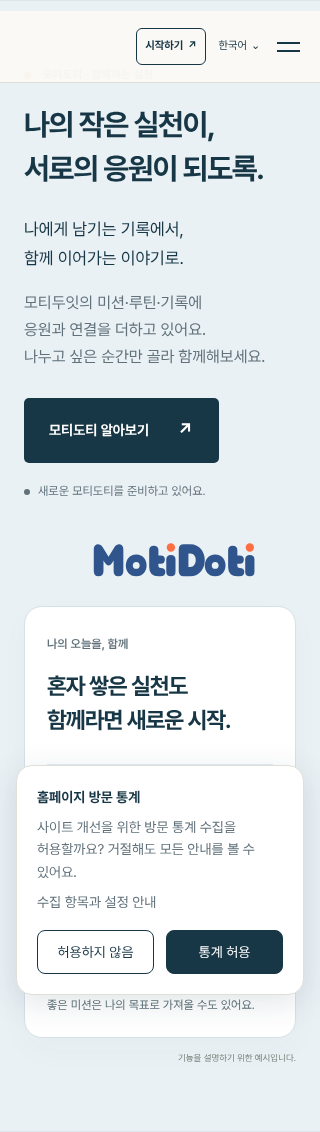 시작하기 ↗
한국어
나의 작은 실천이,
서로의 응원이 되도록.
나에게 남기는 기록에서,
함께 이어가는 이야기로.
모티두잇의 미션·루틴·기록에
응원과 연결을 더하고 있어요.
나누고 싶은 순간만 골라 함께해보세요.
모티도티 알아보기 ↗
새로운 모티도티를 준비하고 있어요.
MotiDoti
나의 오늘을, 함께
혼자 쌓은 실천도
함께라면 새로운 시작.
홈페이지 방문 통계
사이트 개선을 위한 방문 통계 수집을
허용할까요? 거절해도 모든 안내를 볼 수
있어요.
수집 항목과 설정 안내
허용하지 않음
통계 허용
좋은 미션은 나의 목표로 가져올 수도 있어요.
기능을 설명하기 위한 예시입니다.